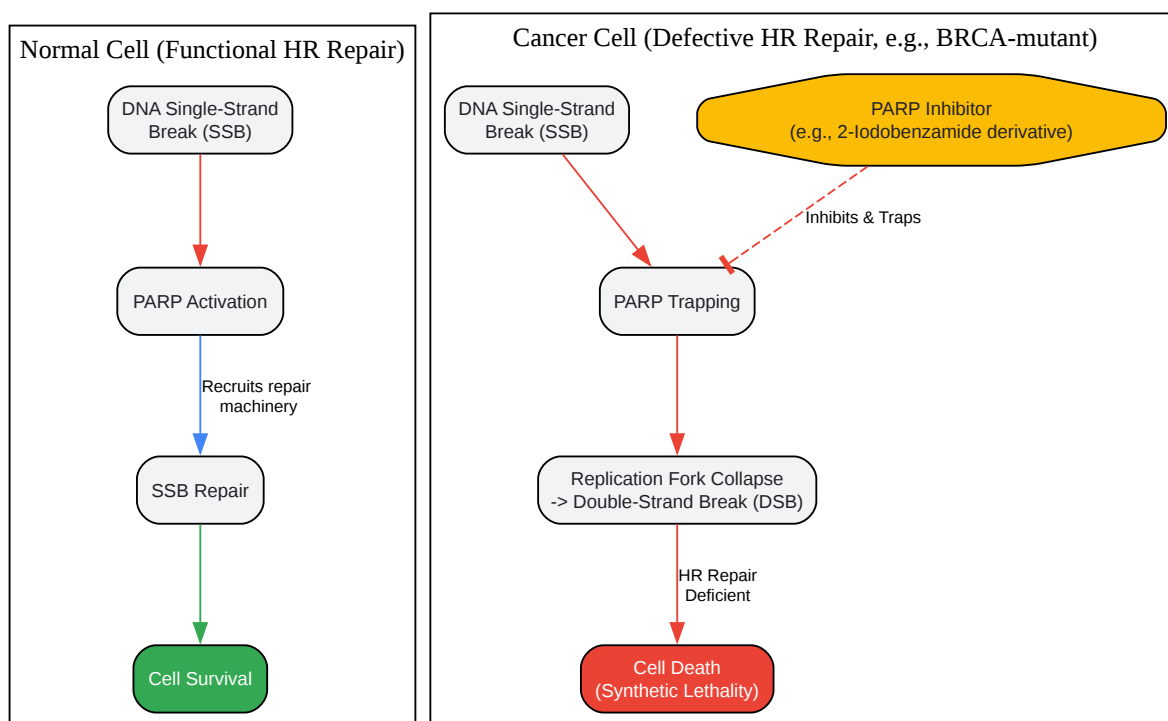 Normal Cell (Functional HR Repair)
DNA Single-Strand
Break (SSB)
PARP Activation
Recruits repair
machinery
SSB Repair
Cell Survival
Cancer Cell (Defective HR Repair, e.g., BRCA-mutant)
DNA Single-Strand
Break (SSB)
PARP Inhibitor
(e.g., 2-Iodobenzamide derivative)
Inhibits & Traps
PARP Trapping
Replication Fork Collapse
-> Double-Strand Break (DSB)
HR Repair
Deficient
Cell Death
(Synthetic Lethality)